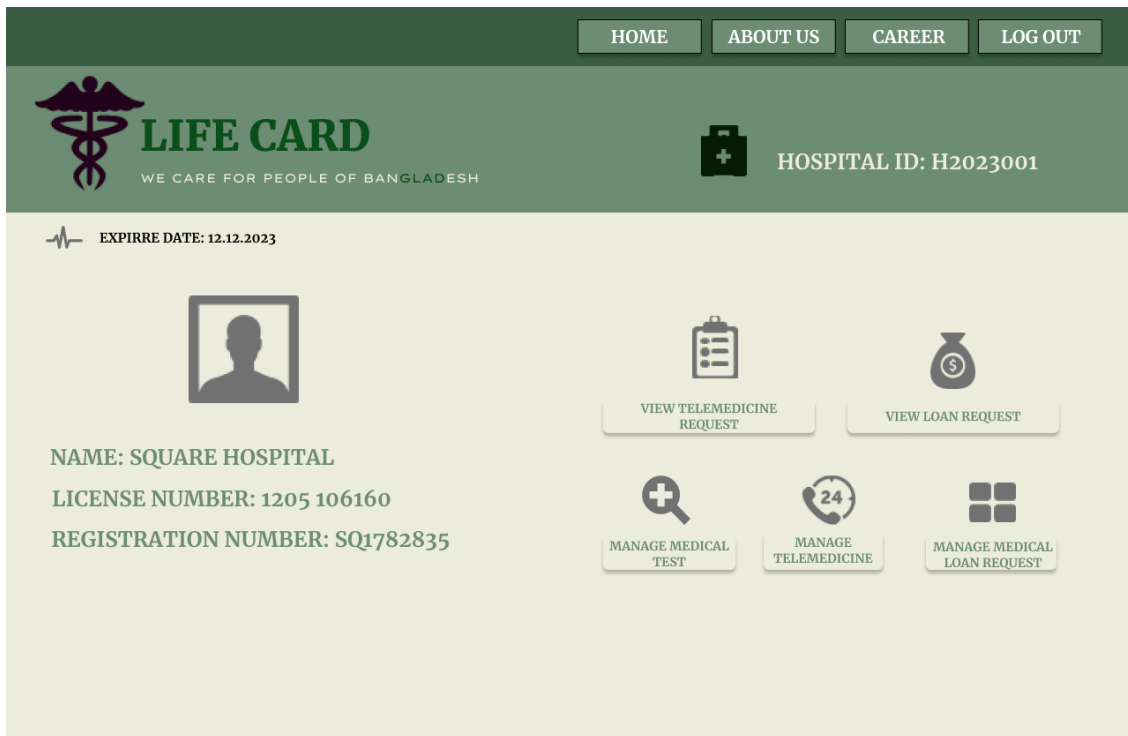 HOME
ABOUT US
CAREER
LOG OUT
LIFE CARD
WE CARE FOR PEOPLE OF BANGLADESH
HOSPITAL ID: H2023001
EXPIRRE DATE: 12.12.2023
NAME: SQUARE HOSPITAL
LICENSE NUMBER: 1205 106160
REGISTRATION NUMBER: SQ1782835
$
VIEW TELEMEDICINE
REQUEST
VIEW LOAN REQUEST
24
MANAGE MEDICAL
TEST
MANAGE
TELEMEDICINE
MANAGE MEDICAL
LOAN REQUEST